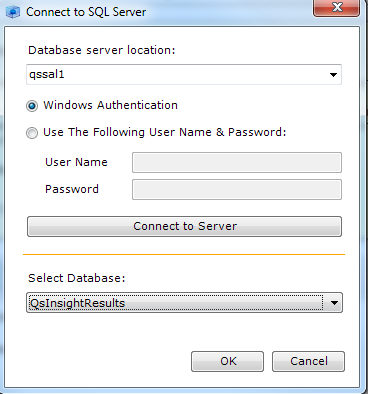 Connect to SQL Server
Database server location:
qssal1
Windows Authentication
Use The Following User Name & Password:
User Name
Password
Connect to Server
Select Database:
QsInsightResults
OK
Cancel